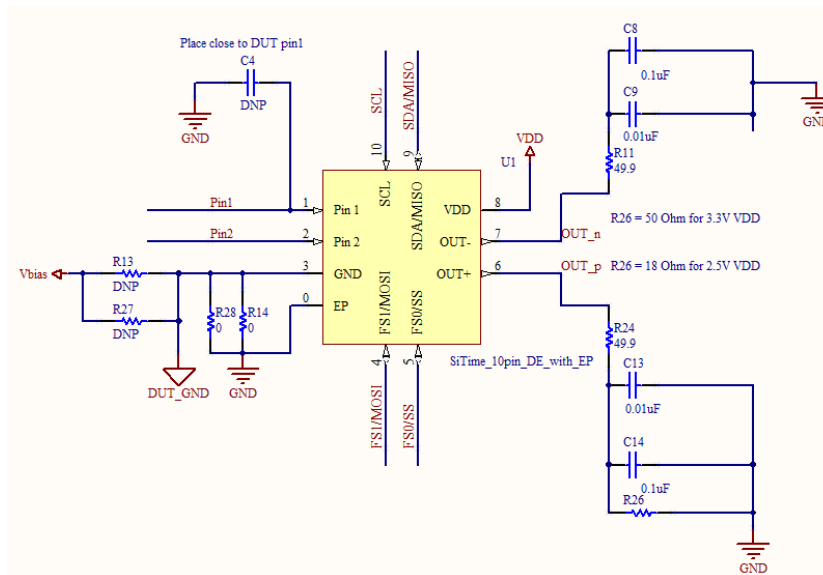 Place close to DUT pin1
C4
DNP
GND
SCL
SDA/MISO
10
9
SCL
SDA/MISO
VDD
U1
C8
0.1uF
C9
0.01uF
GND
R11
49.9
Pin1
1
Pin 1
VDD
8
Pin2
2
Pin 2
OUT-
7
OUT_n
R26 = 50 Ohm for 3.3V VDD
Vbias
R13
DNP
3
GND
OUT+
6
OUT_p
R26 = 18 Ohm for 2.5V VDD
R27
DNP
R28
0
R14
0
0
EP
FS1/MOSI
FS0/SS
4
5
FS1/MOSI
FS0/SS
DUT_GND
GND
SiTime_10pin_DE_with_EP
R24
49.9
C13
0.01uF
C14
0.1uF
R26
GND